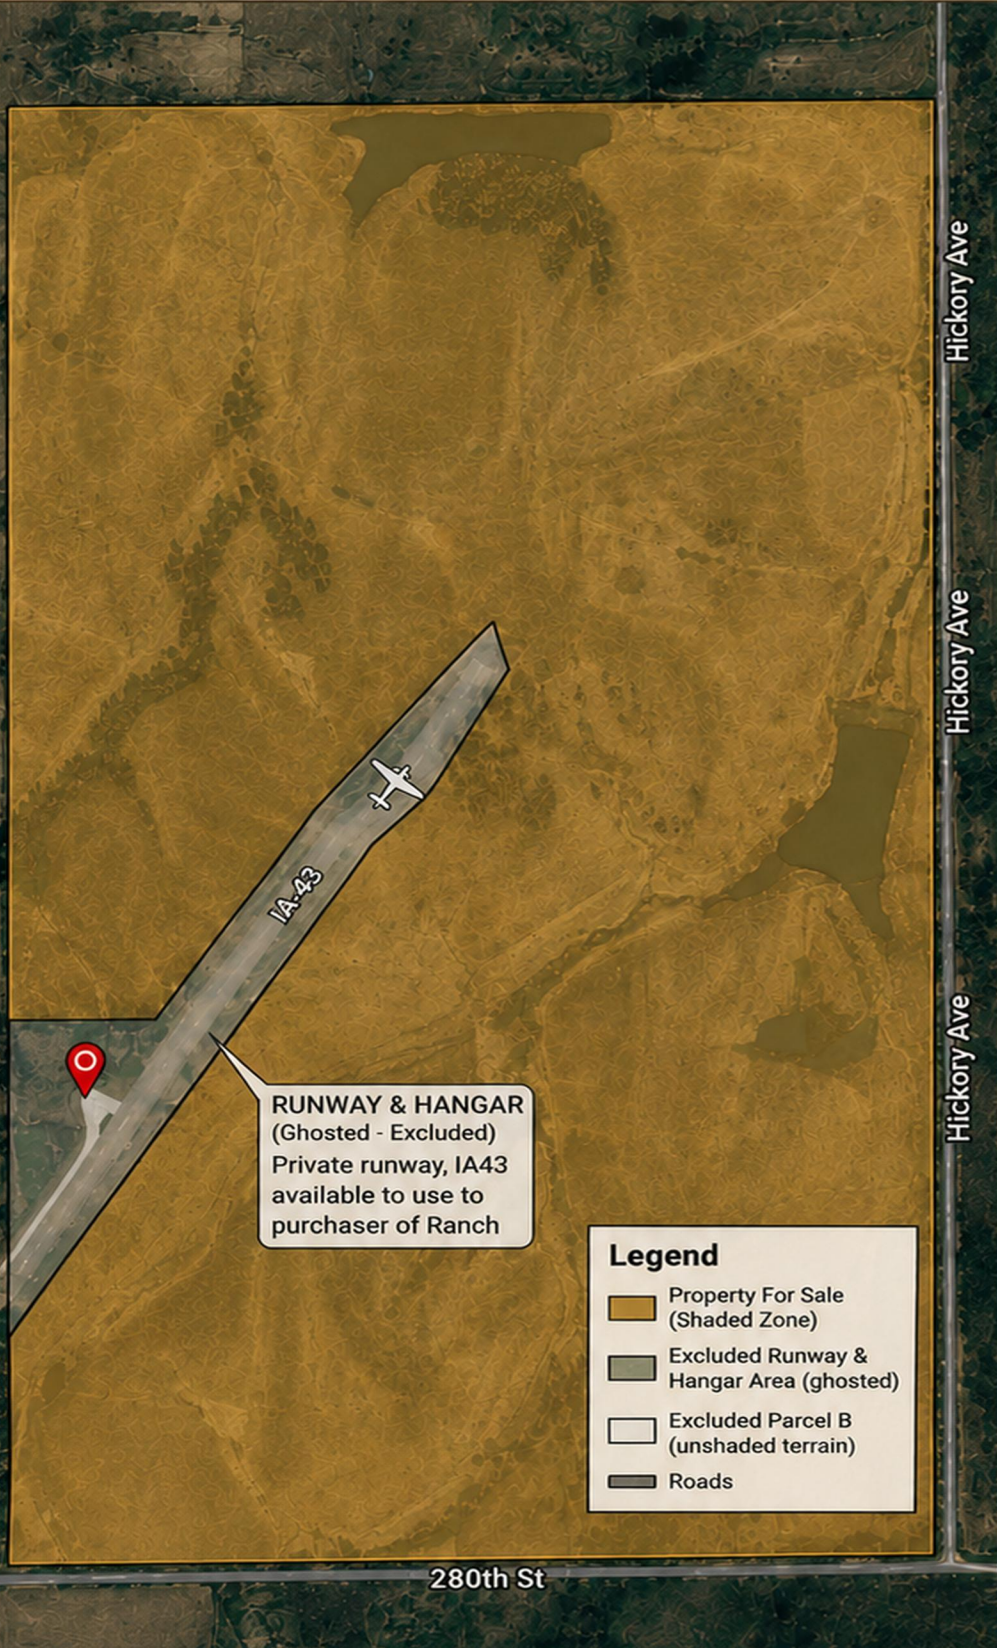 Hickory Ave
Hickory Ave
IA-43
Hickory Ave
RUNWAY & HANGAR
(Ghosted - Excluded)
Private runway, IA43
available to use to
purchaser of Ranch
Legend
Property For Sale
(Shaded Zone)
Excluded Runway &
Hangar Area (ghosted)
Excluded Parcel B
(unshaded terrain)
Roads
280th St